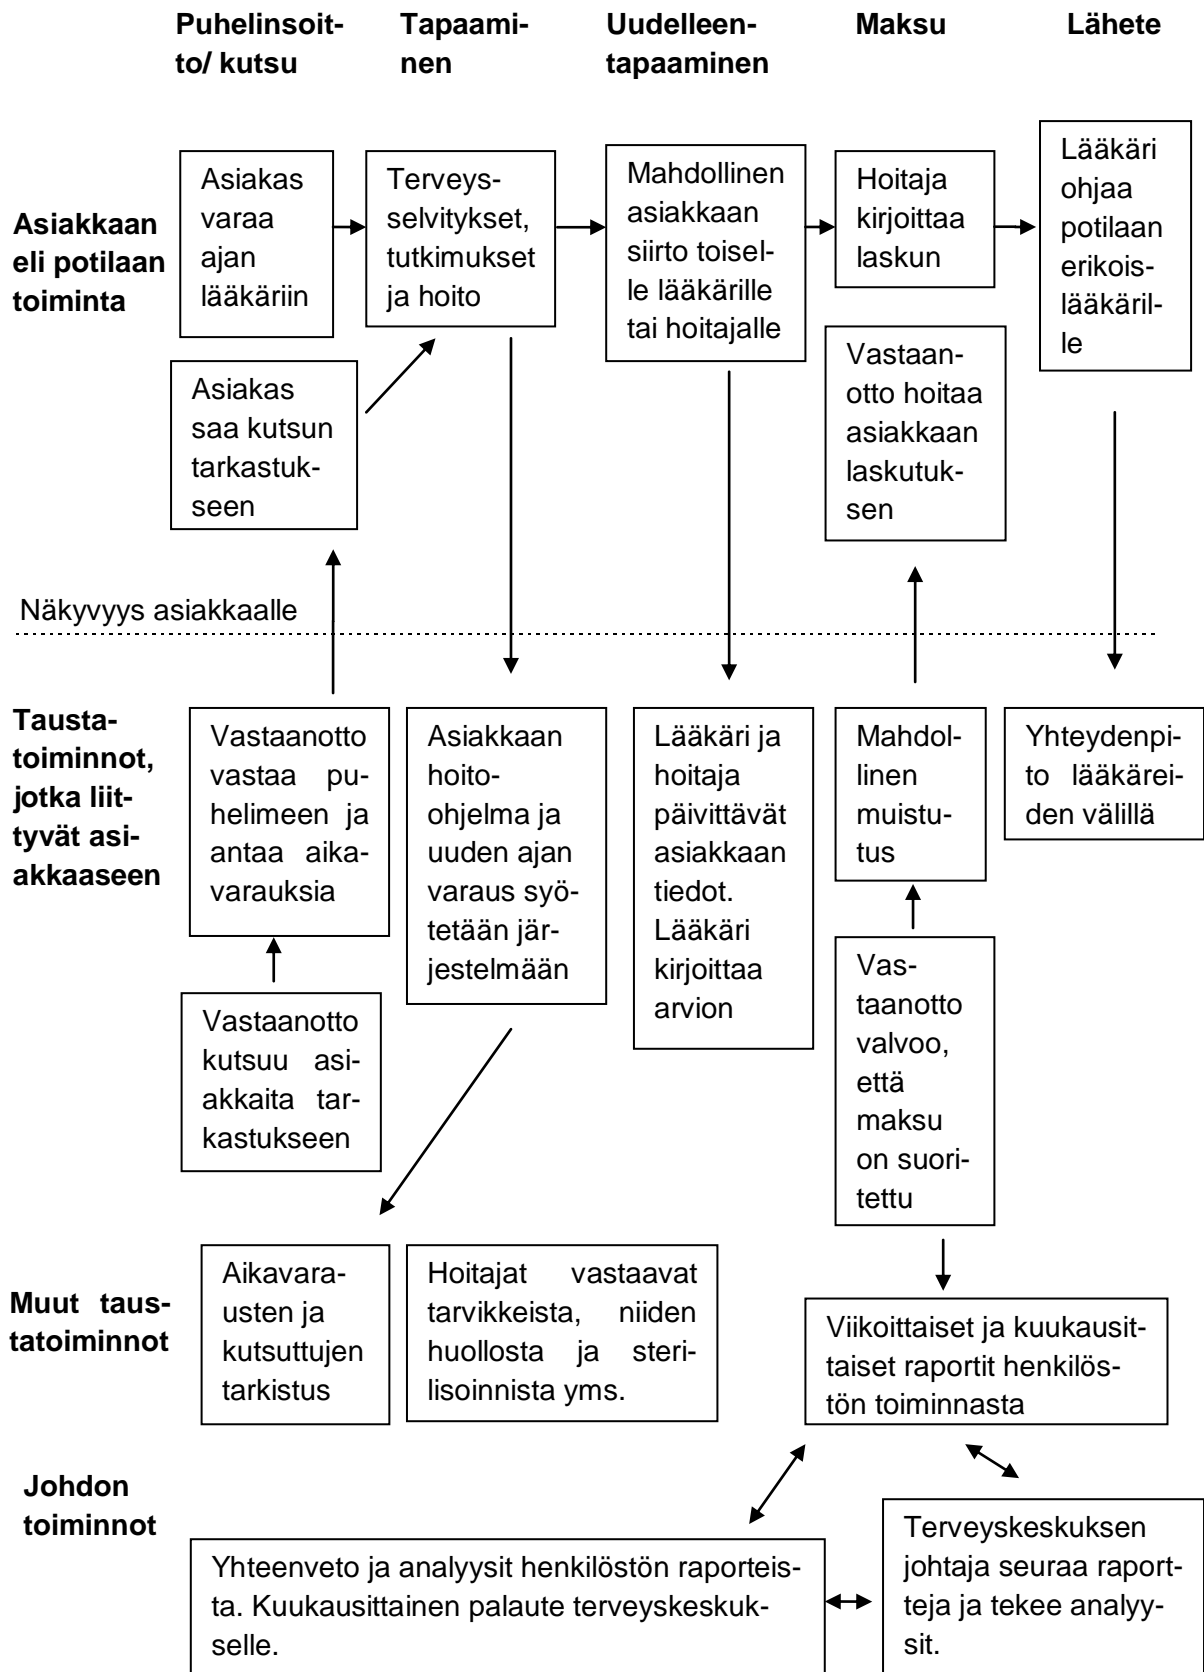 Puhelinsoit-
to/ kutsu
Tapaami-
nen
Uudelleen-
tapaaminen
Maksu
Lähete
Asiakkaan
eli potilaan
toiminta
Asiakas
varaa
ajan
lääkäriin
Terveys-
selvitykset,
tutkimukset
ja hoito
Mahdollinen
asiakkaan
siirto toisel-
le lääkärille
tai hoitajalle
Hoitaja
kirjoittaa
laskun
Lääkäri
ohjaa
potilaan
erikois-
lääkäril-
le
Asiakas
saa kutsun
tarkastuk-
seen
Vastaan-
otto hoitaa
asiakkaan
laskutuk-
sen
Näkyvyys asiakkaalle
Tausta-
toiminnot,
jotka liit-
tyvät asi-
akkaaseen
Vastaanotto
vastaa pu-
helimeen ja
antaa aika-
varauksia
Asiakkaan
hoito-
ohjelma ja
uuden ajan
varaus syö-
tetään jär-
jestelmään
Lääkäri ja
hoitaja
päivittävät
asiakkaan
tiedot.
Lääkäri
kirjoittaa
arvion
Mahdol-
linen
muistu-
tus
Yhteydenpi-
to lääkärei-
den välillä
Vastaanotto
kutsuu asi-
akkaita tar-
kastukseen
Vas-
taanotto
valvoo,
että
maksu
on suori-
tettu
Muut taus-
tatoiminnot
Aikavara-
usten ja
kutsuttujen
tarkistus
Hoitajat vastaavat
tarvikkeista, niiden
huollosta ja steri-
lisoinnista yms.
Viikoittaiset ja kuukausit-
taiset raportit henkilös-
tön toiminnasta
Johdon
toiminnot
Yhteenveto ja analyysit henkilöstön raporteis-
ta. Kuukausittainen palaute terveyskeskuk-
selle.
Terveyskeskuksen
johtaja seuraa raport-
teja ja tekee analyy-
sit.